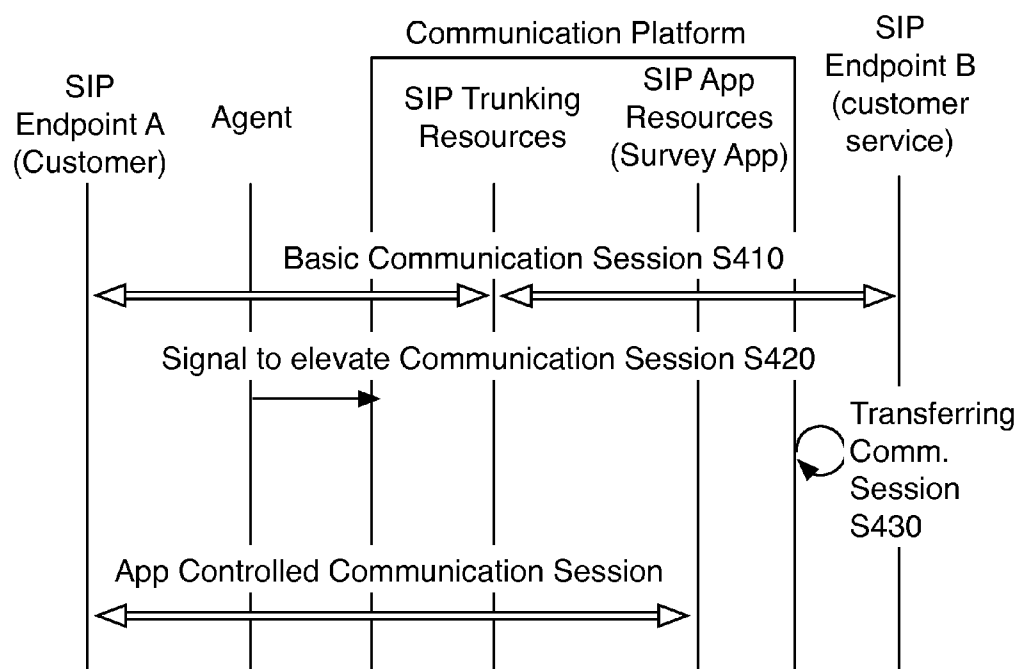 Communication Platform
SIP
Endpoint A
(Customer)
Agent
SIP Trunking
Resources
SIP App
Resources
(Survey App)
SIP
Endpoint B
(customer
service)
Basic Communication Session S410
Signal to elevate Communication Session S420
Transferring
Comm.
Session
S430
App Controlled Communication Session